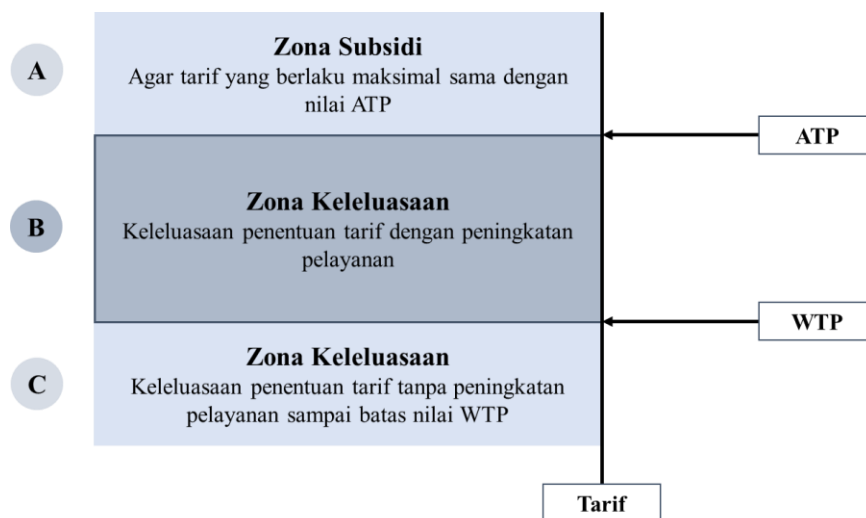 A
Zona Subsidi
Agar tarif yang berlaku maksimal sama dengan
nilai ATP
ATP
B
Zona Keleluasaan
Keleluasaan penentuan tarif dengan peningkatan
pelayanan
WTP
C
Zona Keleluasaan
Keleluasaan penentuan tarif tanpa peningkatan
pelayanan sampai batas nilai WTP
Tarif